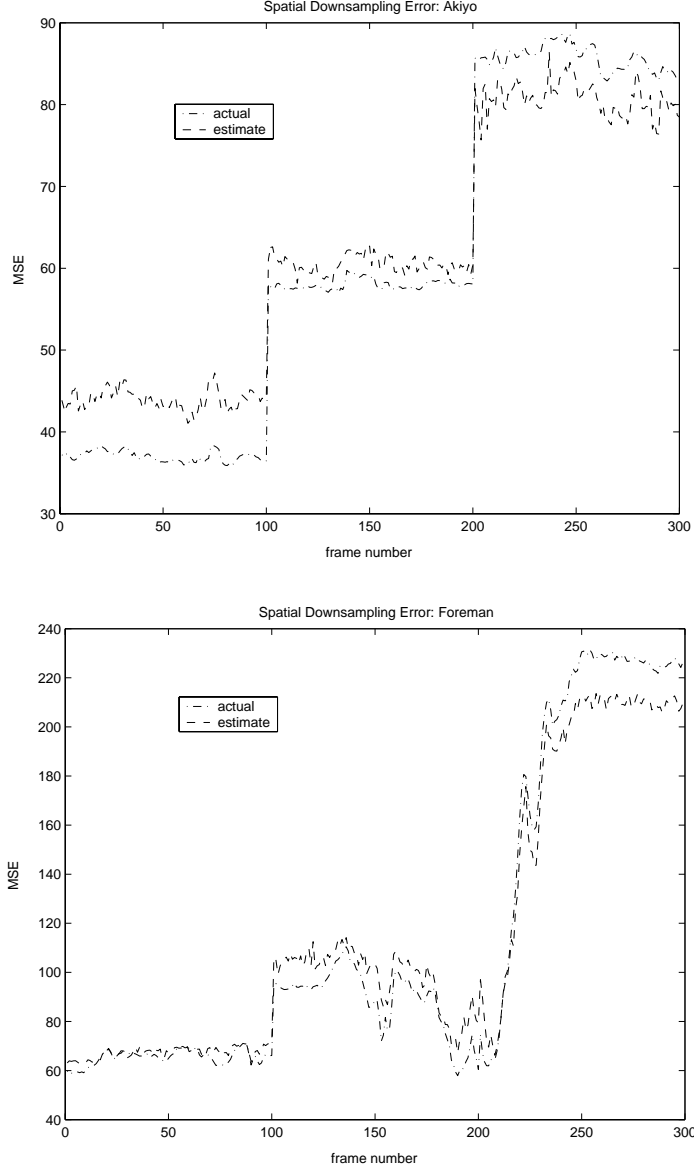 Spatial Downsampling Error: Akiyo
90
80
70
60
50
40
30
MSE
actual
estimate
0 50 100 150 200 250 300
frame number
Spatial Downsampling Error: Foreman
240
220
200
180
160
140
120
100
80
60
40
MSE
actual
estimate
0 50 100 150 200 250 300
frame number